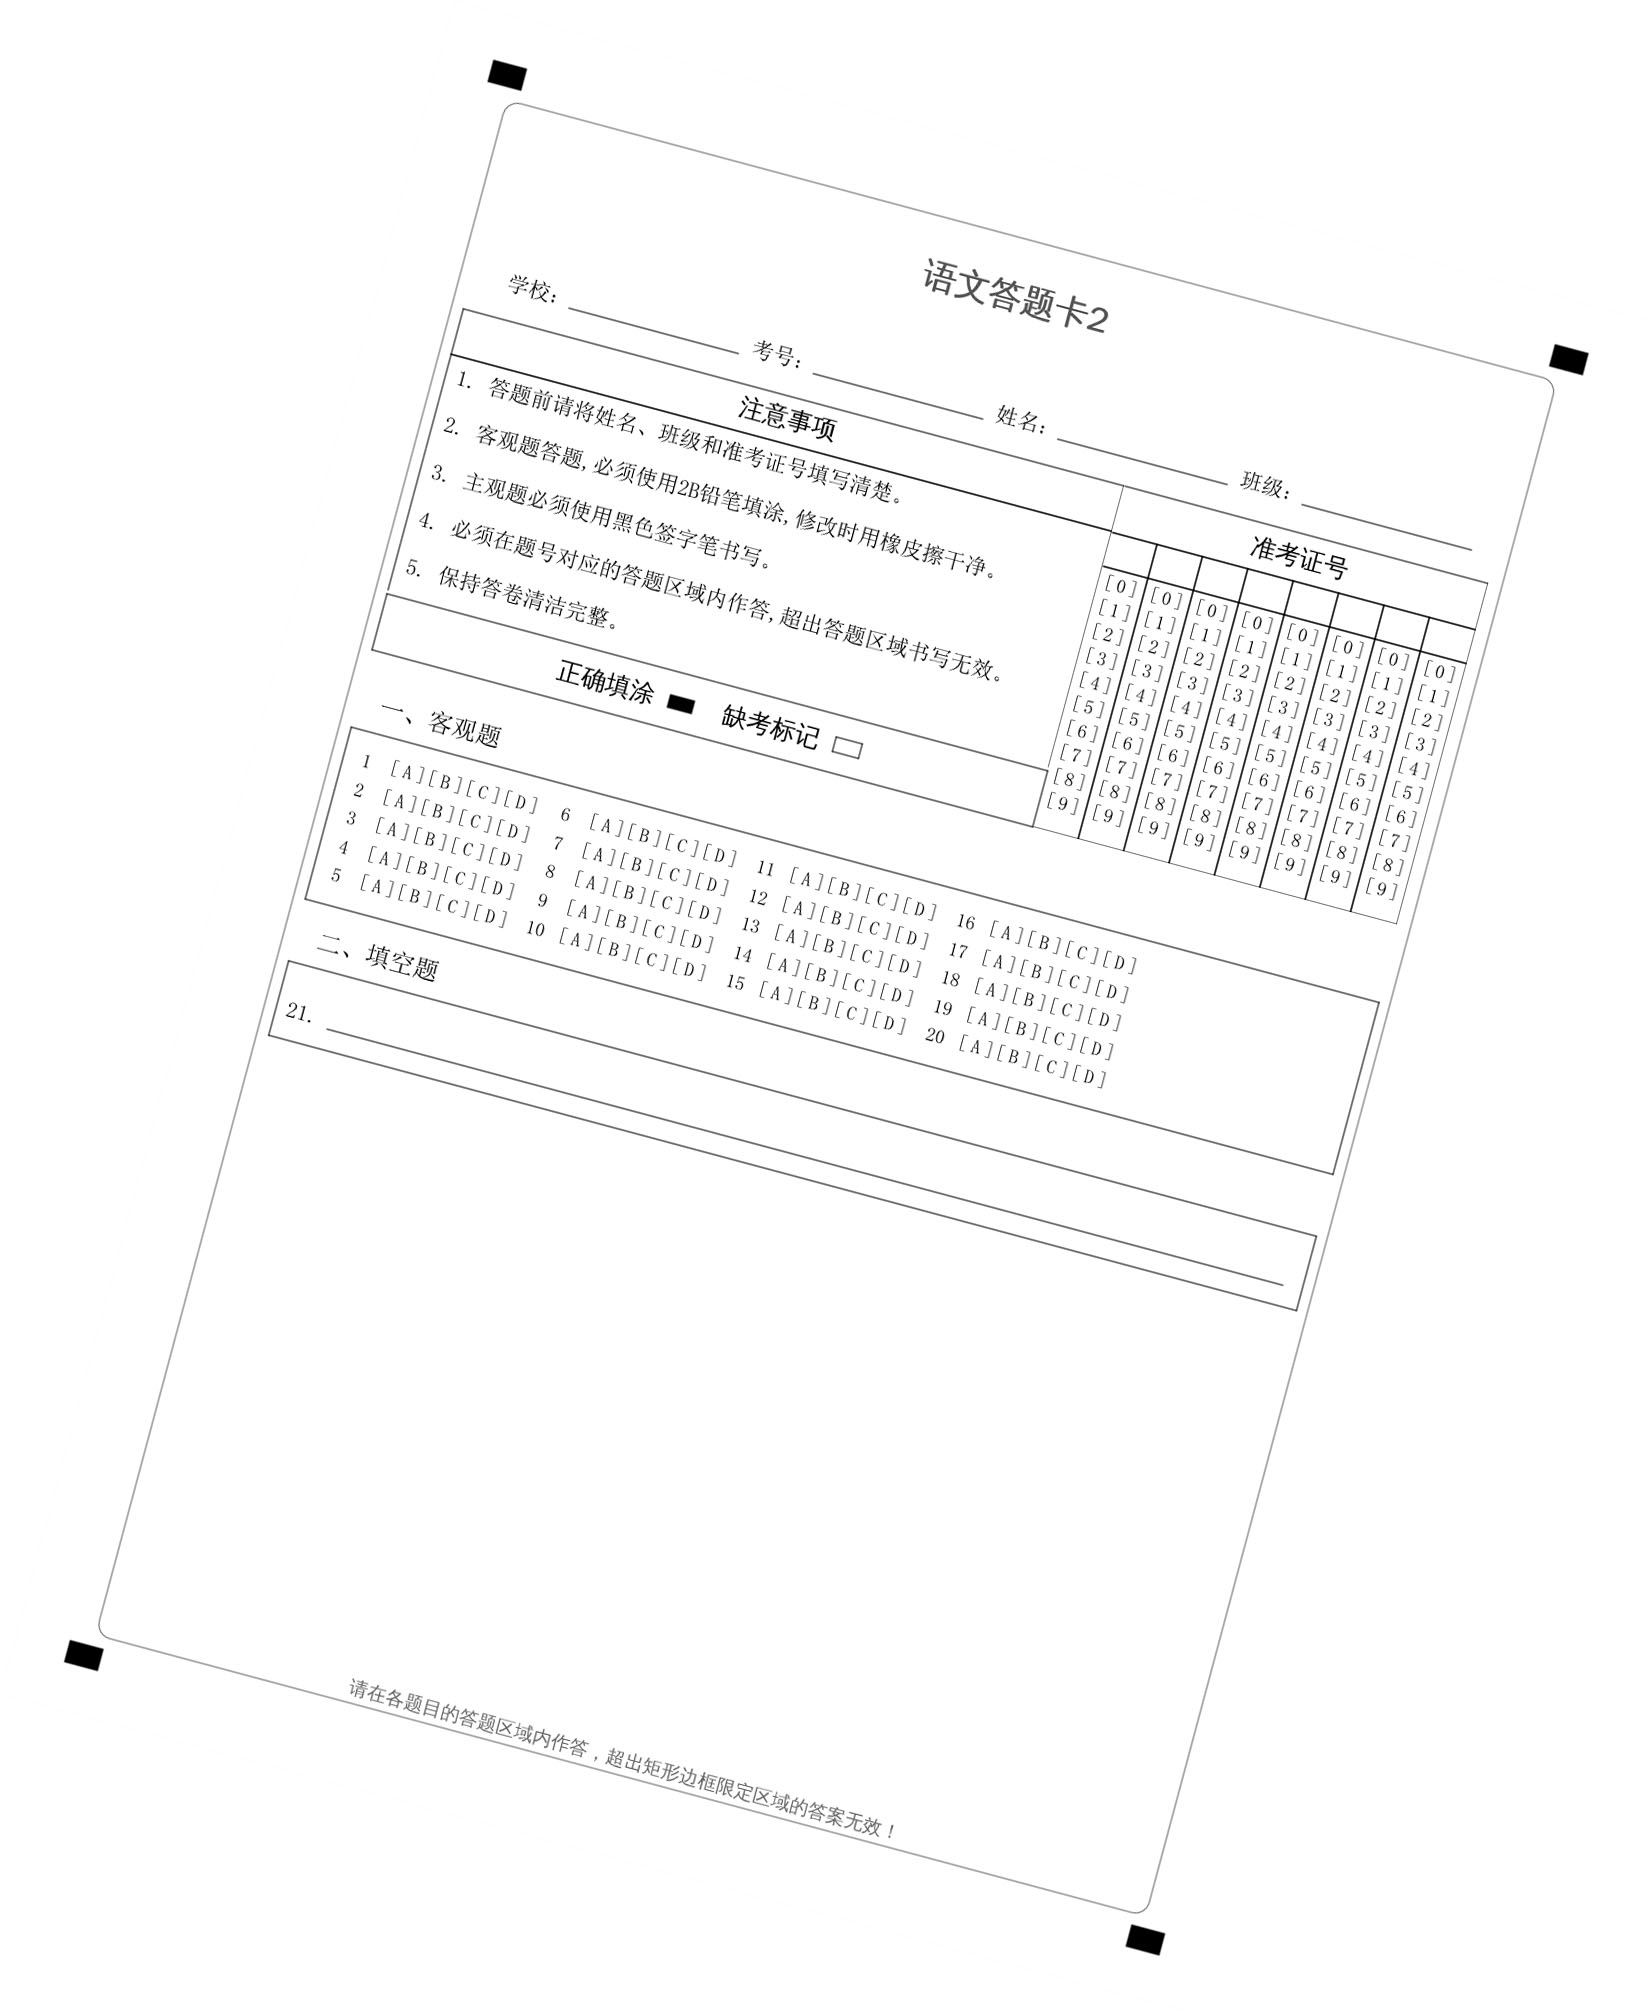 语文答题卡2
学校: 考号: 姓名: 班级:
注意事项
1. 答题前请将姓名、班级和准考证号填写清楚。
2. 客观题答题,必须使用2B铅笔填涂,修改时用橡皮擦干净。
3. 主观题必须使用黑色签字笔书写。
4. 必须在题号对应的答题区域内作答,超出答题区域书写无效。
5. 保持答卷清洁完整。
正确填涂 缺考标记
准考证号
[0] [0] [0] [0] [0] [0] [0] [0]
[1] [1] [1] [1] [1] [1] [1] [1]
[2] [2] [2] [2] [2] [2] [2] [2]
[3] [3] [3] [3] [3] [3] [3] [3]
[4] [4] [4] [4] [4] [4] [4] [4]
[5] [5] [5] [5] [5] [5] [5] [5]
[6] [6] [6] [6] [6] [6] [6] [6]
[7] [7] [7] [7] [7] [7] [7] [7]
[8] [8] [8] [8] [8] [8] [8] [8]
[9] [9] [9] [9] [9] [9] [9] [9]
一、客观题
1 [A][B][C][D] 6 [A][B][C][D] 11 [A][B][C][D] 16 [A][B][C][D]
2 [A][B][C][D] 7 [A][B][C][D] 12 [A][B][C][D] 17 [A][B][C][D]
3 [A][B][C][D] 8 [A][B][C][D] 13 [A][B][C][D] 18 [A][B][C][D]
4 [A][B][C][D] 9 [A][B][C][D] 14 [A][B][C][D] 19 [A][B][C][D]
5 [A][B][C][D] 10 [A][B][C][D] 15 [A][B][C][D] 20 [A][B][C][D]
二、填空题
21.
请在各题目的答题区域内作答，超出矩形边框限定区域的答案无效！